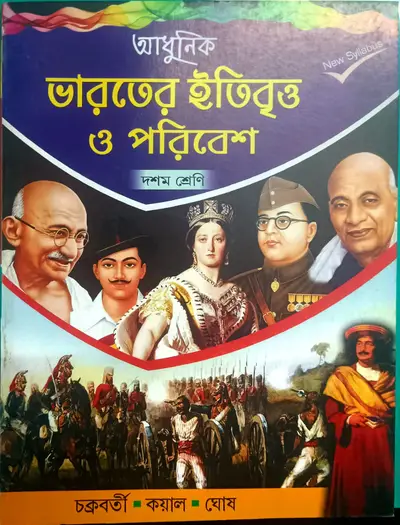 আধুনিক
New Syllabus
ভারতের ইতিবৃত্ত
ও পরিবেশ
দশম শ্রেণি
চক্রবর্তী ▪ কয়াল ▪ ঘোষ